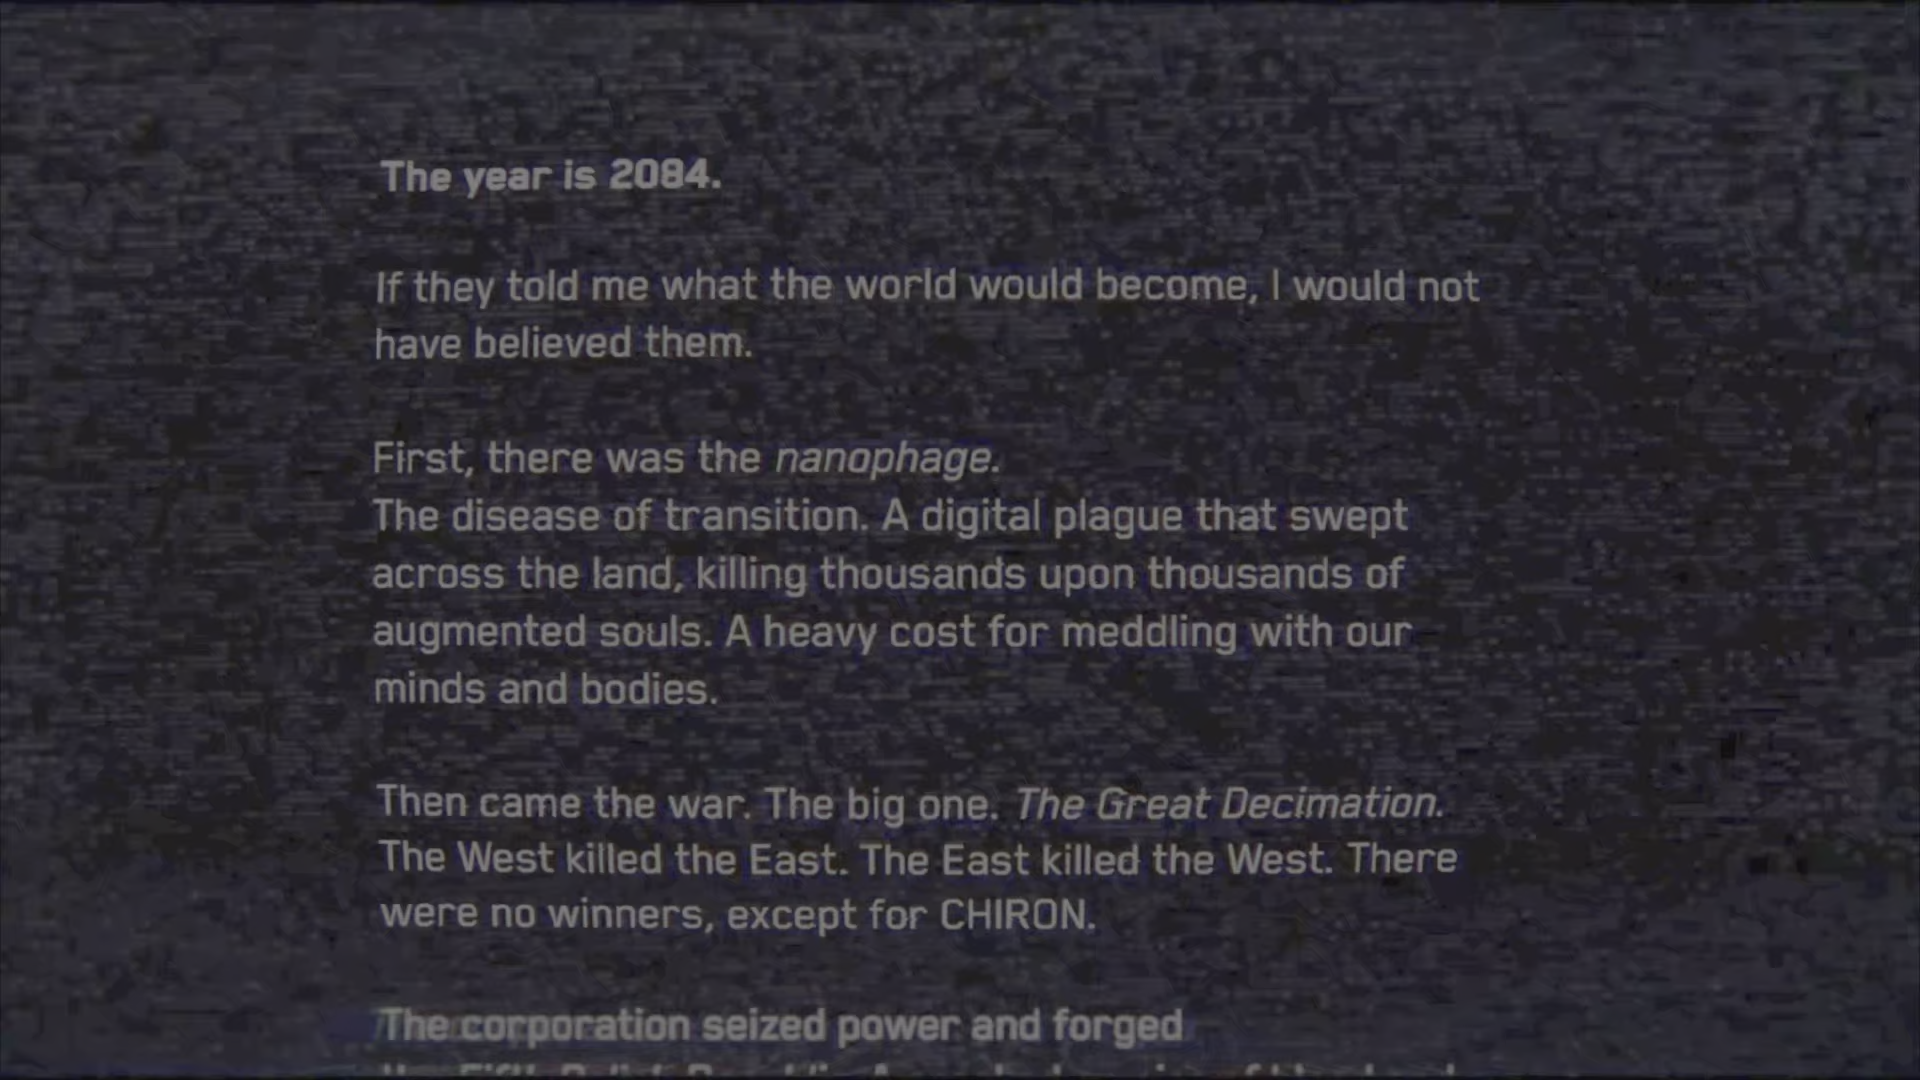 The year is 2084.
If they told me what the world would become, I would not
have believed them.
First, there was the nanophage.
The disease of transition. A digital plague that swept
across the land, killing thousands upon thousands of
augmented souls. A heavy cost for meddling with our
minds and bodies.
Then came the war. The big one. The Great Decimation.
The West killed the East. The East killed the West. There
were no winners, except for CHIRON.
The corporation seized power and forged